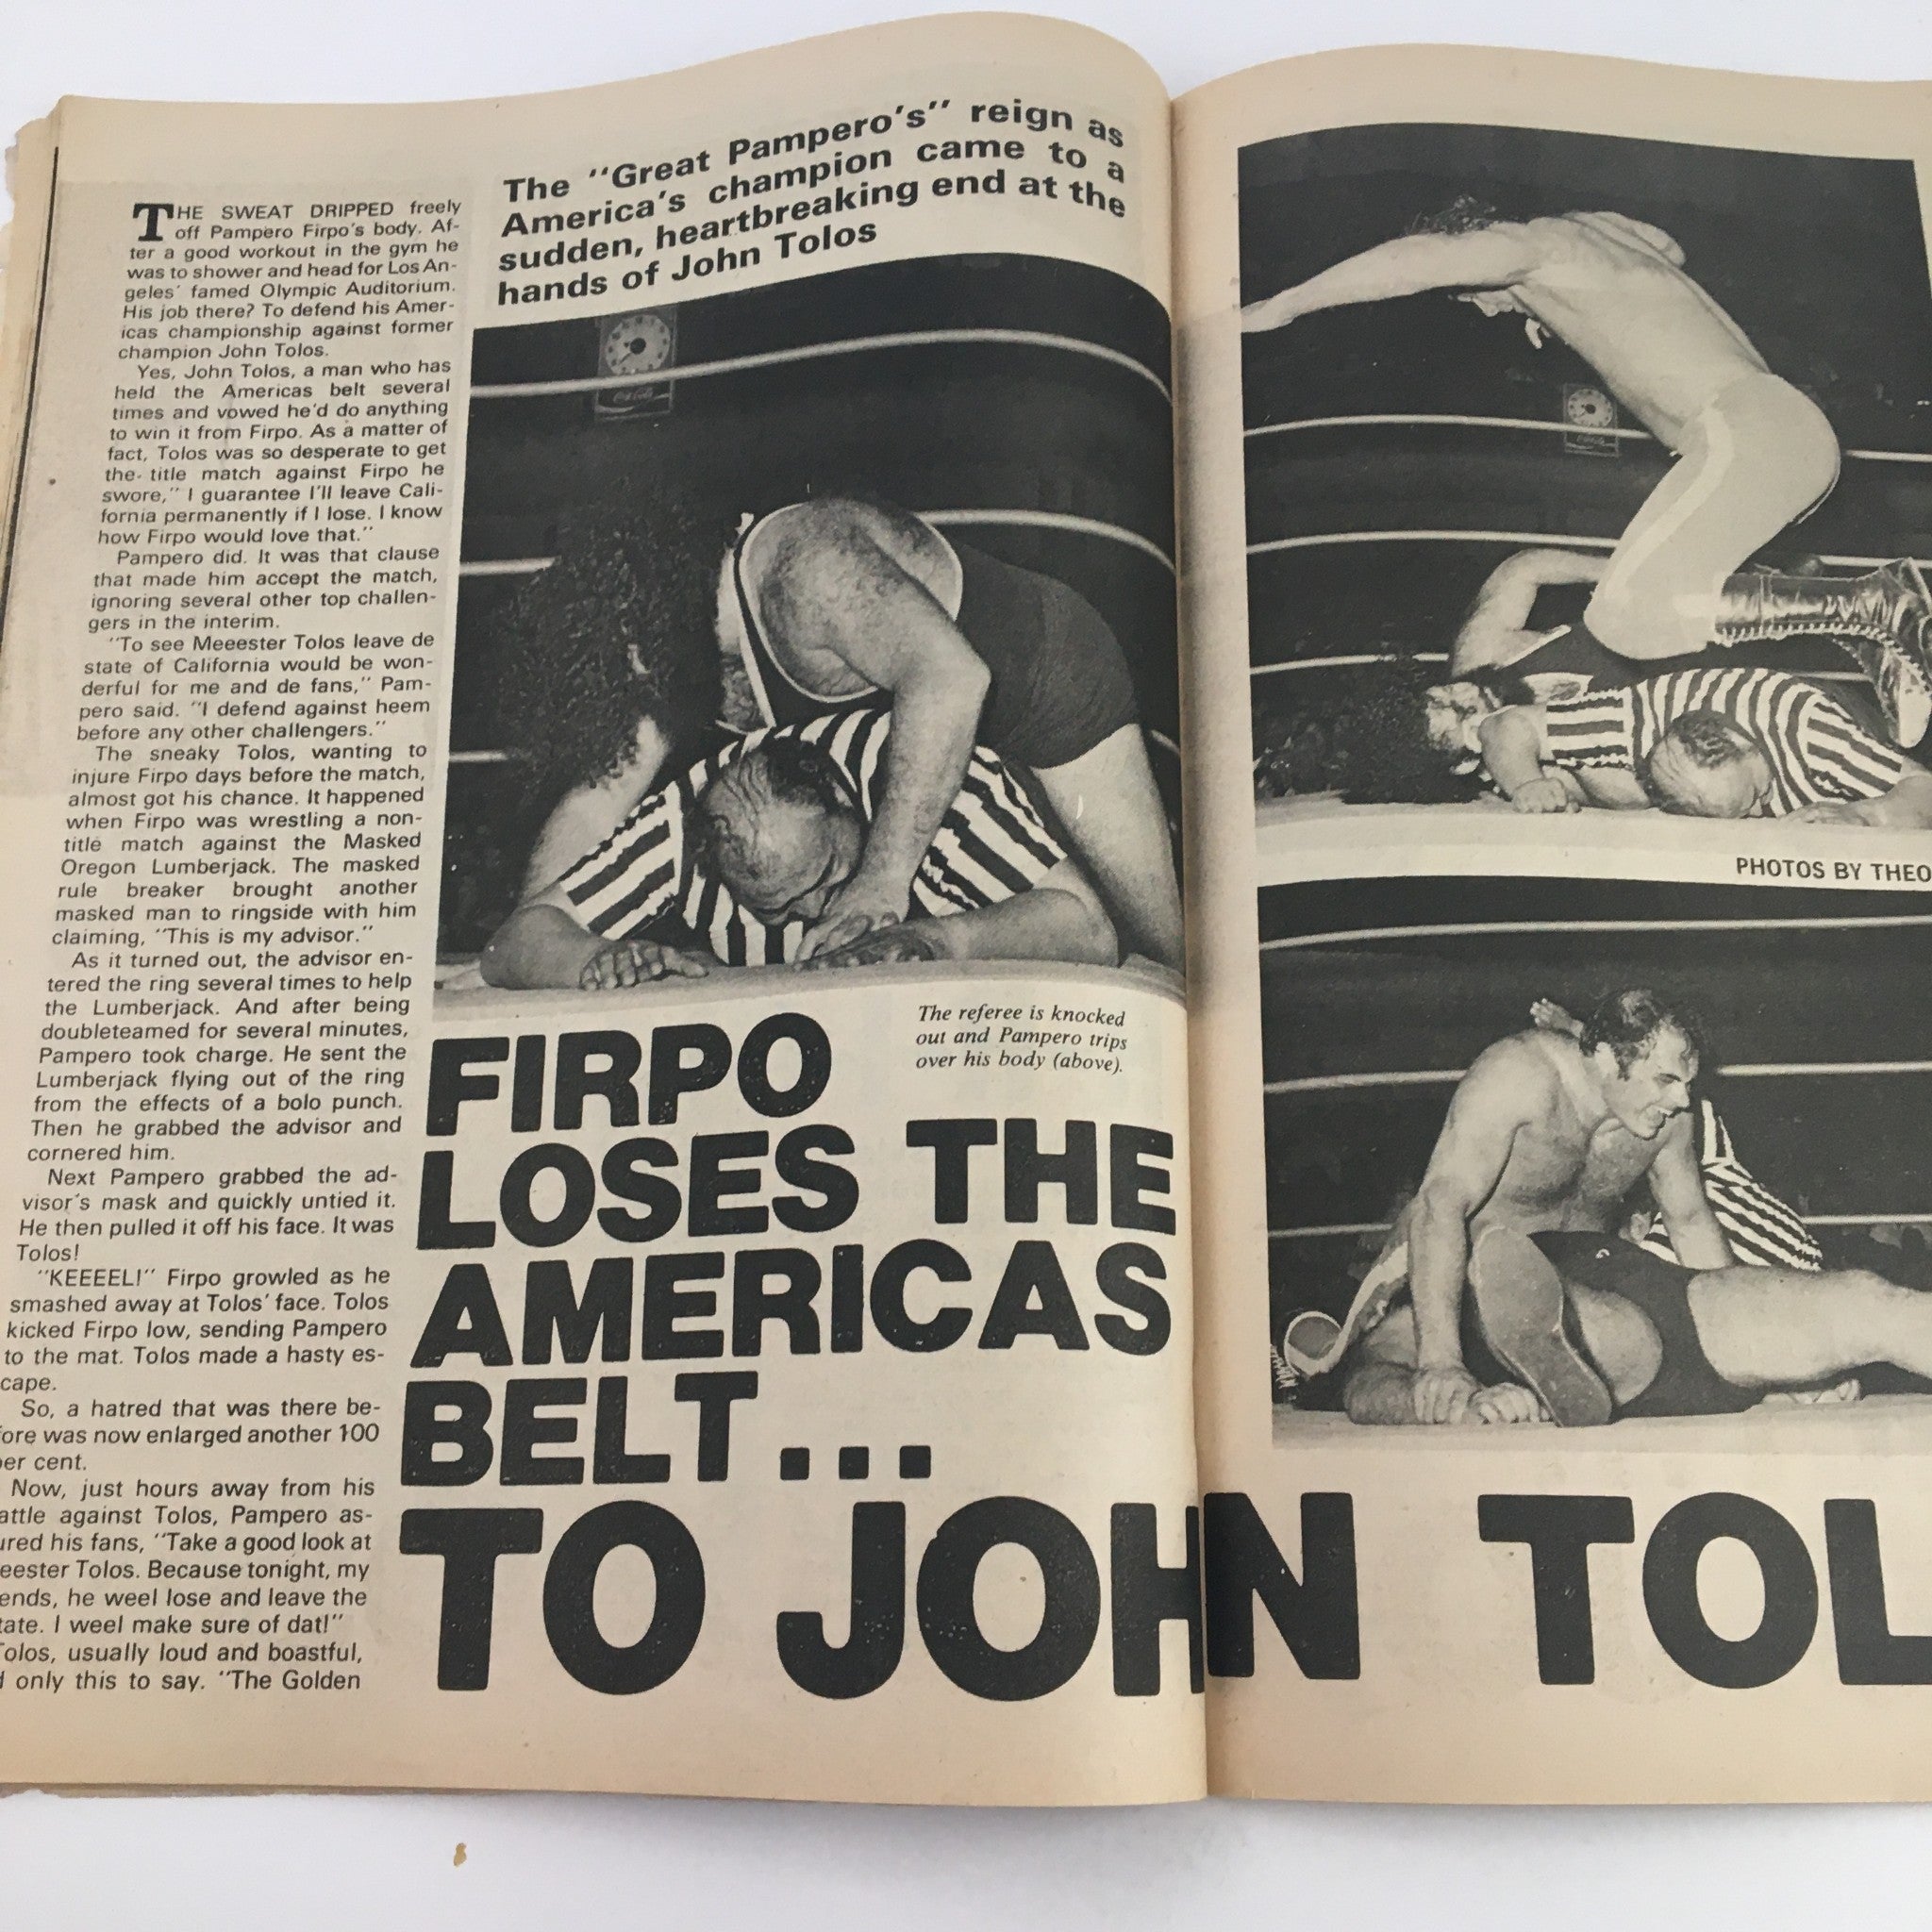 The "Great Pampero's" reign as
America's champion came to a
sudden, heartbreaking end at the
hands of John Tolos
THE SWEAT DRIPPED freely
off Pampero Firpo's body. Af-
ter a good workout in the gym he
was to shower and head for Los An-
geles' famed Olympic Auditorium.
His job there? To defend his Amer-
icas championship against former
champion John Tolos.
Yes, John Tolos, a man who has
held the Americas belt several
times and vowed he'd do anything
to win it from Firpo. As a matter of
fact, Tolos was so desperate to get
the title match against Firpo he
swore," I guarantee I'll leave Cali-
fornia permanently if I lose. I know
how Firpo would love that."
Pampero did. It was that clause
that made him accept the match,
ignoring several other top challen-
gers in the interim.
"To see Meeester Tolos leave de
state of California would be won-
derful for me and de fans," Pam-
pero said. "I defend against heem
before any other challengers."
The sneaky Tolos, wanting to
injure Firpo days before the match,
almost got his chance. It happened
when Firpo was wrestling a non-
title match against the Masked
Oregon Lumberjack. The masked
rule breaker brought another
masked man to ringside with him
claiming, "This is my advisor."
As it turned out, the advisor en-
tered the ring several times to help
the Lumberjack. And after being
doubleteamed for several minutes,
Pampero took charge. He sent the
Lumberjack flying out of the ring
from the effects of a bolo punch.
Then he grabbed the advisor and
cornered him.
Next Pampero grabbed the ad-
visor's mask and quickly untied it.
He then pulled it off his face. It was
Tolos!
"KEEEEL!" Firpo growled as he
smashed away at Tolos' face. Tolos
kicked Firpo low, sending Pampero
to the mat. Tolos made a hasty es-
cape.
So, a hatred that was there be-
fore was now enlarged another 100
per cent.
Now, just hours away from his
attle against Tolos, Pampero as-
ured his fans, "Take a good look at
eester Tolos. Because tonight, my
ends, he weel lose and leave the
tate. I weel make sure of dat!"
Tolos, usually loud and boastful,
only this to say. "The Golden
Coca-Cola
The referee is knocked
out and Pampero trips
over his body (above).
FIRPO
LOSES THE
AMERICAS
BELT...
TO JOHN TOL
PHOTOS BY THEO